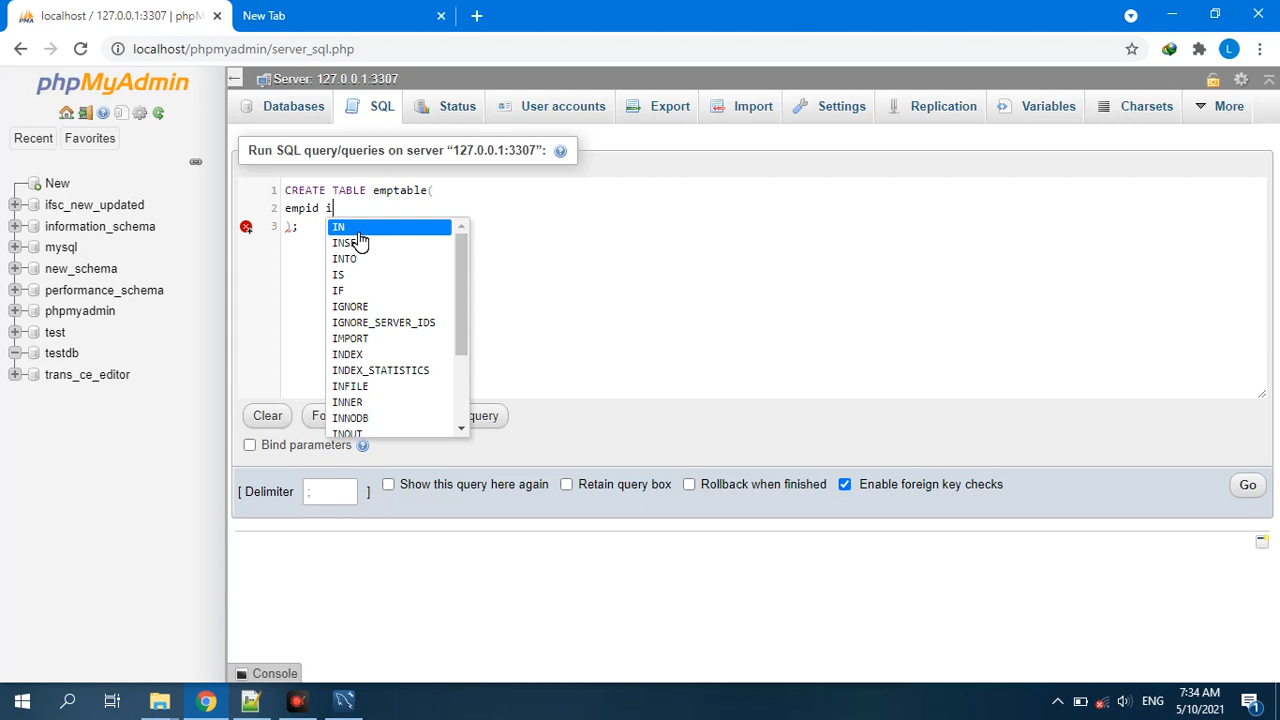 localhost / 127.0.0.1:3307 | phpM
New Tab
localhost/phpmyadmin/server_sql.php
L
phpMyAdmin
Recent
Favorites
New
ifsc_new_updated
information_schema
mysql
new_schema
performance_schema
phpmyadmin
test
testdb
trans_ce_editor
Server: 127.0.0.1:3307
Databases
SQL
Status
User accounts
Export
Import
Settings
Replication
Variables
Charsets
More
Run SQL query/queries on server “127.0.0.1:3307”:
1 CREATE TABLE emptable(
2 empid i
3 );
IN
INSE
INTO
IS
IF
IGNORE
IGNORE_SERVER_IDS
IMPORT
INDEX
INDEX_STATISTICS
INFILE
INNER
INNODB
INOUT
Clear
Fo
query
Bind parameters
[ Delimiter ; ]
Show this query here again
Retain query box
Rollback when finished
Enable foreign key checks
Go
Console
ENG
7:34 AM
5/10/2021
1